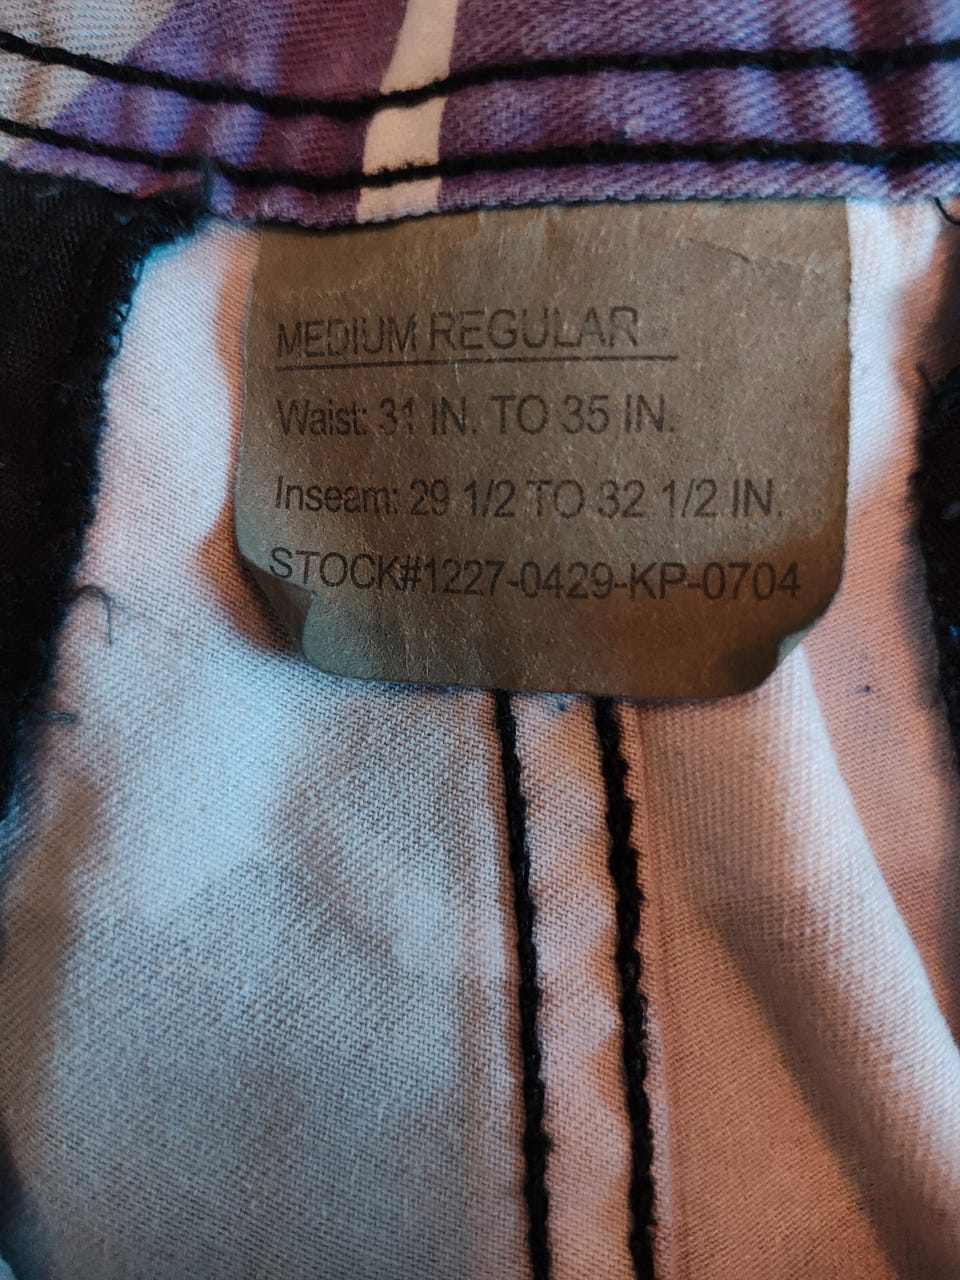 MEDIUM REGULAR
Waist: 31 IN. TO 35 IN.
Inseam: 29 1/2 TO 32 1/2 IN.
STOCK#1227-0429-KP-0704